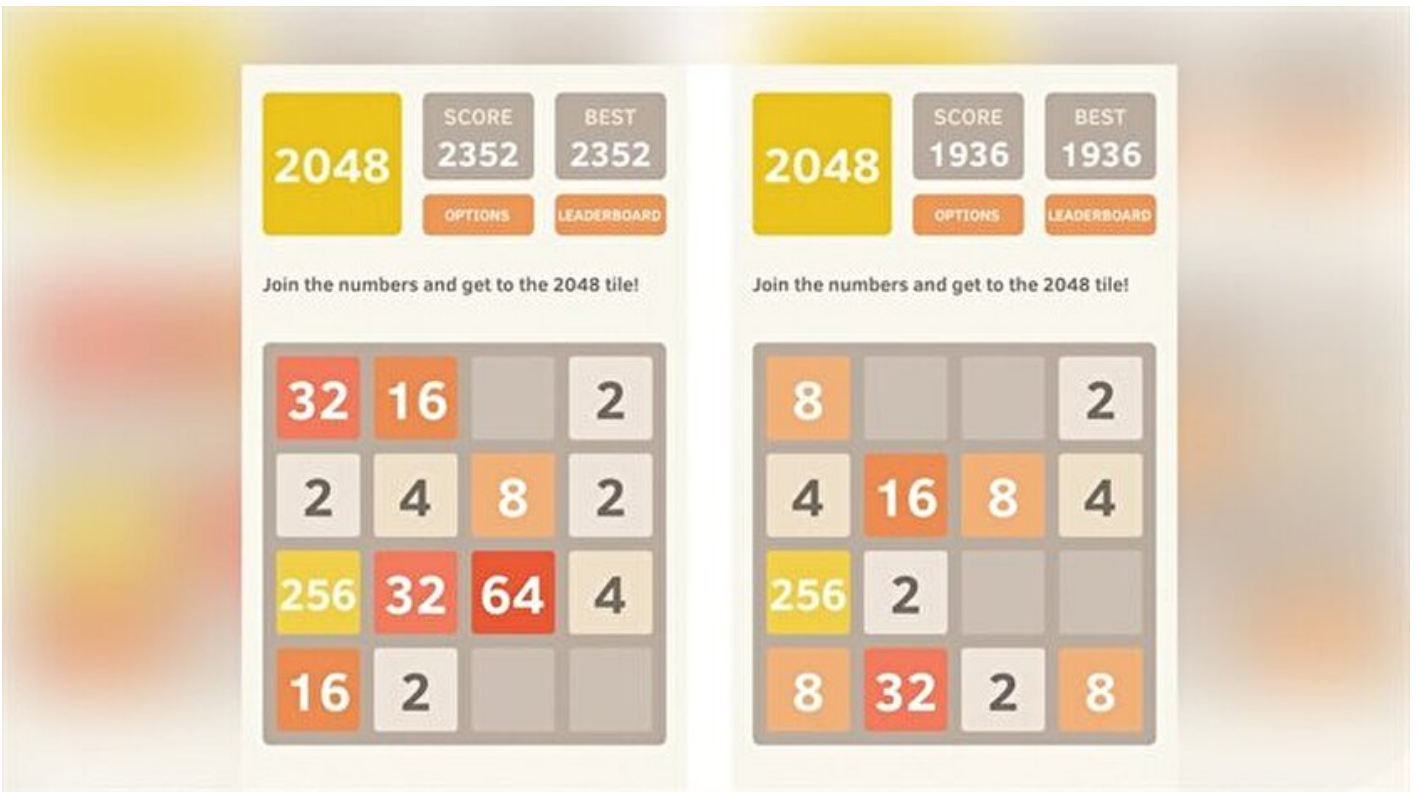 2048
SCORE
2352
BEST
2352
OPTIONS
LEADERBOARD
Join the numbers and get to the 2048 tile!
32 16 2
2 4 8 2
256 32 64 4
16 2
2048
SCORE
1936
BEST
1936
OPTIONS
LEADERBOARD
Join the numbers and get to the 2048 tile!
8 2
4 16 8 4
256 2
8 32 2 8